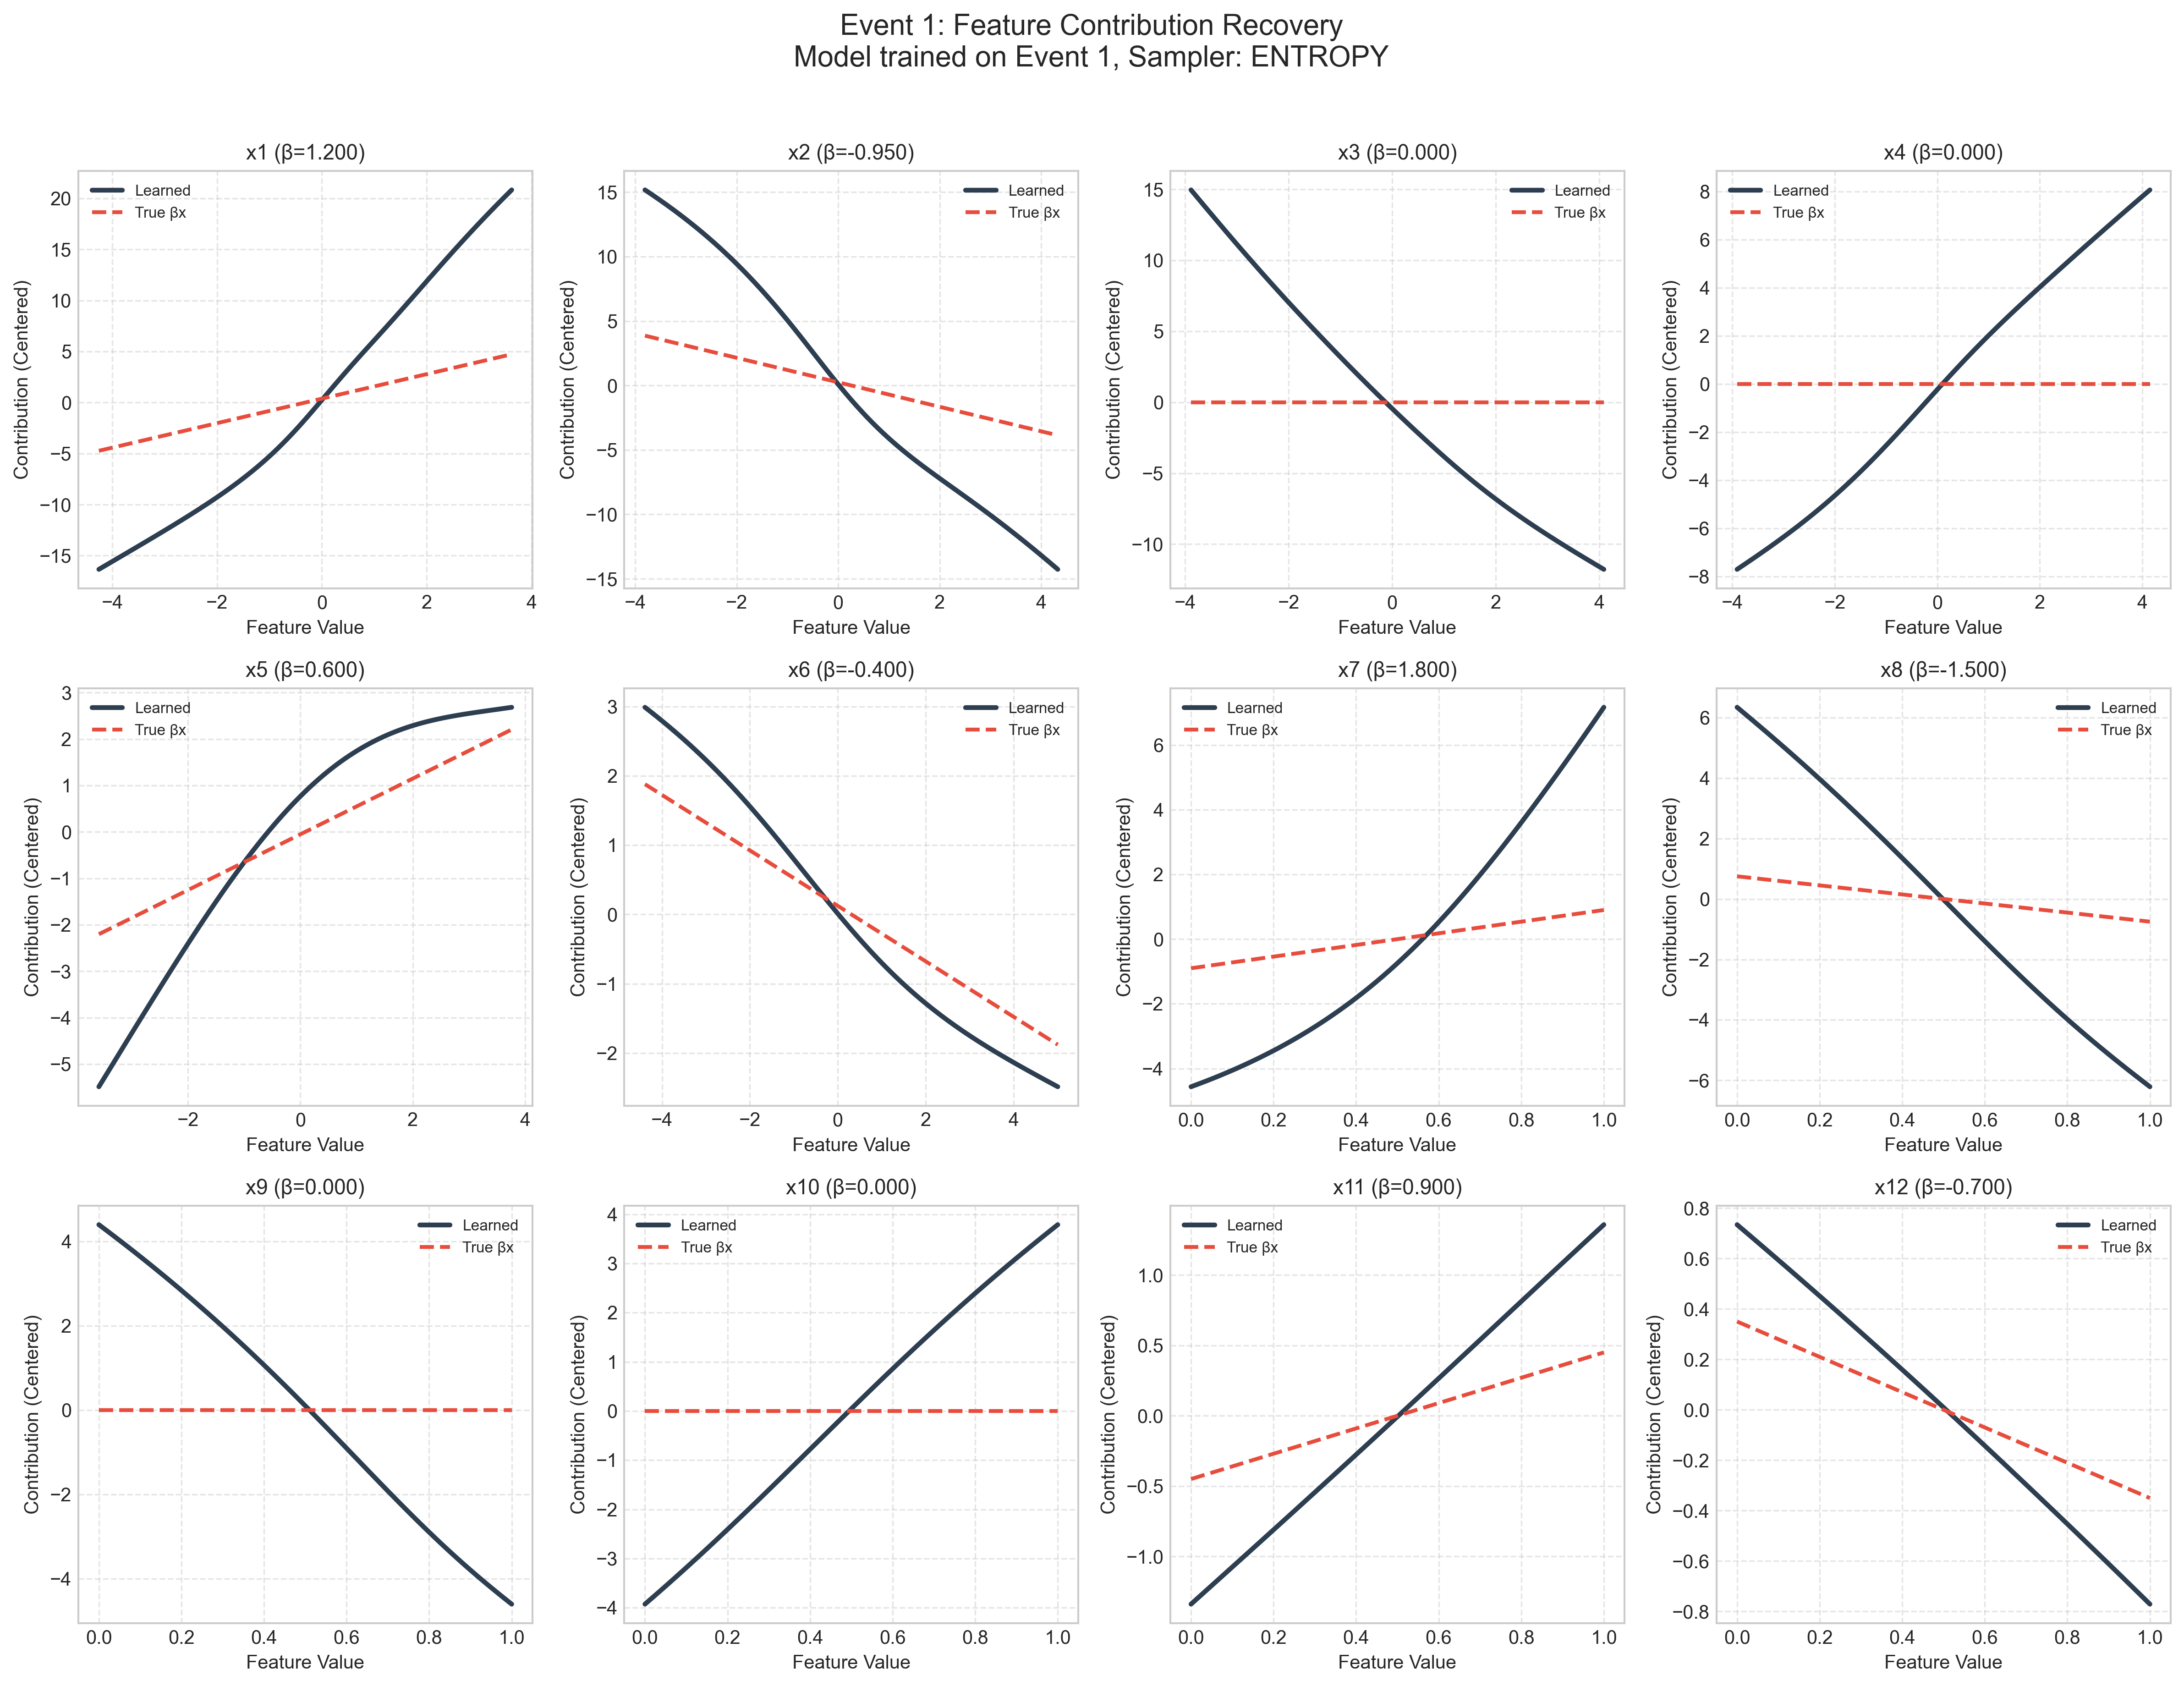 Event 1: Feature Contribution Recovery
Model trained on Event 1, Sampler: ENTROPY
x1 (β=1.200)
Learned
True βx
20
15
10
5
0
−5
−10
−15
−4
−2
0
2
4
Contribution (Centered)
Feature Value
x2 (β=-0.950)
Learned
True βx
15
10
5
0
−5
−10
−15
−4
−2
0
2
4
Contribution (Centered)
Feature Value
x3 (β=0.000)
Learned
True βx
15
10
5
0
−5
−10
−4
−2
0
2
4
Contribution (Centered)
Feature Value
x4 (β=0.000)
Learned
True βx
8
6
4
2
0
−2
−4
−6
−8
−4
−2
0
2
4
Contribution (Centered)
Feature Value
x5 (β=0.600)
Learned
True βx
3
2
1
0
−1
−2
−3
−4
−5
−2
0
2
4
Contribution (Centered)
Feature Value
x6 (β=-0.400)
Learned
True βx
3
2
1
0
−1
−2
−4
−2
0
2
4
Contribution (Centered)
Feature Value
x7 (β=1.800)
Learned
True βx
6
4
2
0
−2
−4
0.0
0.2
0.4
0.6
0.8
1.0
Contribution (Centered)
Feature Value
x8 (β=-1.500)
Learned
True βx
6
4
2
0
−2
−4
−6
0.0
0.2
0.4
0.6
0.8
1.0
Contribution (Centered)
Feature Value
x9 (β=0.000)
Learned
True βx
4
2
0
−2
−4
0.0
0.2
0.4
0.6
0.8
1.0
Contribution (Centered)
Feature Value
x10 (β=0.000)
Learned
True βx
4
3
2
1
0
−1
−2
−3
−4
0.0
0.2
0.4
0.6
0.8
1.0
Contribution (Centered)
Feature Value
x11 (β=0.900)
Learned
True βx
1.0
0.5
0.0
−0.5
−1.0
0.0
0.2
0.4
0.6
0.8
1.0
Contribution (Centered)
Feature Value
x12 (β=-0.700)
Learned
True βx
0.8
0.6
0.4
0.2
0.0
−0.2
−0.4
−0.6
−0.8
0.0
0.2
0.4
0.6
0.8
1.0
Contribution (Centered)
Feature Value